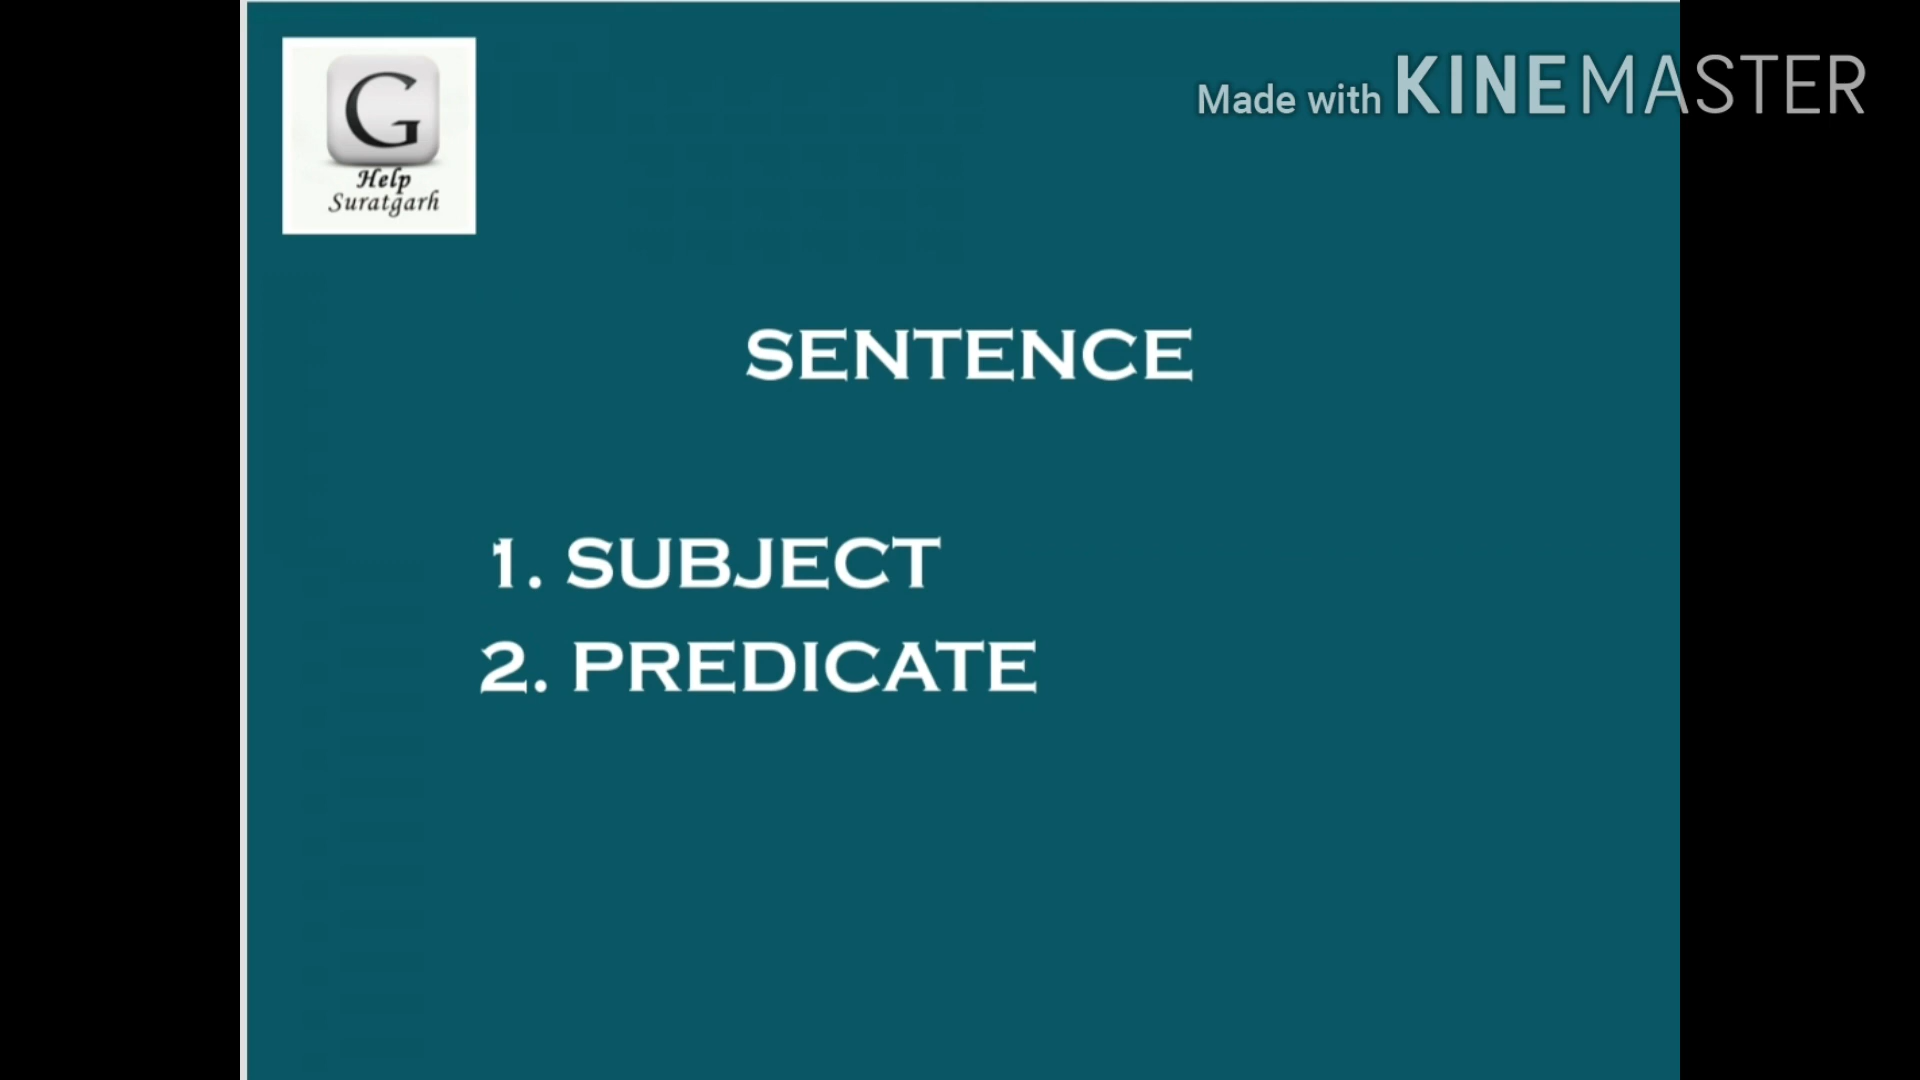 G
Help
Suratgarh
Made with KINEMASTER
SENTENCE
1. SUBJECT
2. PREDICATE